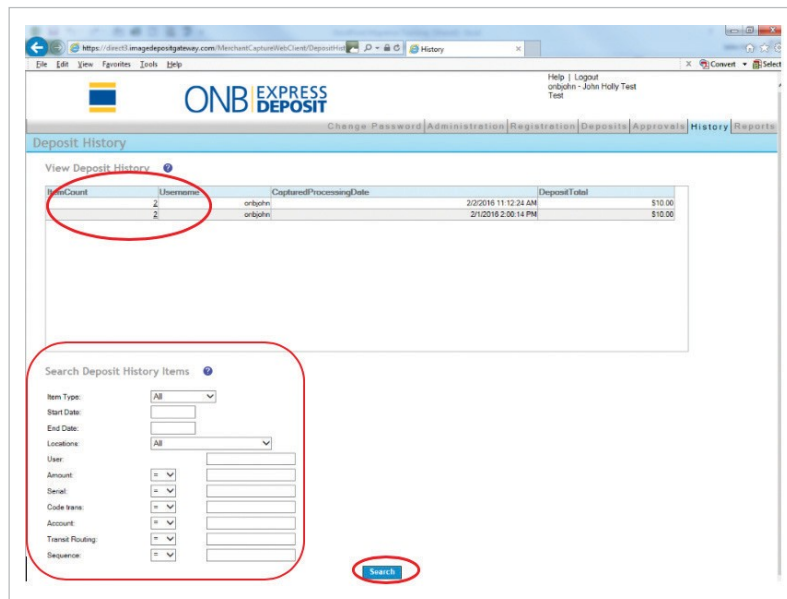 https://direct3.imagedepositgateway.com/MerchantCaptureWebClient/DepositHist
History
File Edit View Favorites Tools Help
Convert
Select
ONB EXPRESS DEPOSIT
Help | Logout
onbjohn - John Holly Test
Test
Change Password Administration Registration Deposits Approvals History Reports
Deposit History
View Deposit History
ItemCount Username CapturedProcessingDate DepositTotal
2 onbjohn 2/2/2016 11:12:24 AM $10.00
2 onbjohn 2/1/2016 2:00:14 PM $10.00
Search Deposit History Items
Item Type: All
Start Date:
End Date:
Locations: All
User:
Amount: =
Serial: =
Code trans: =
Account: =
Transit Routing: =
Sequence: =
Search